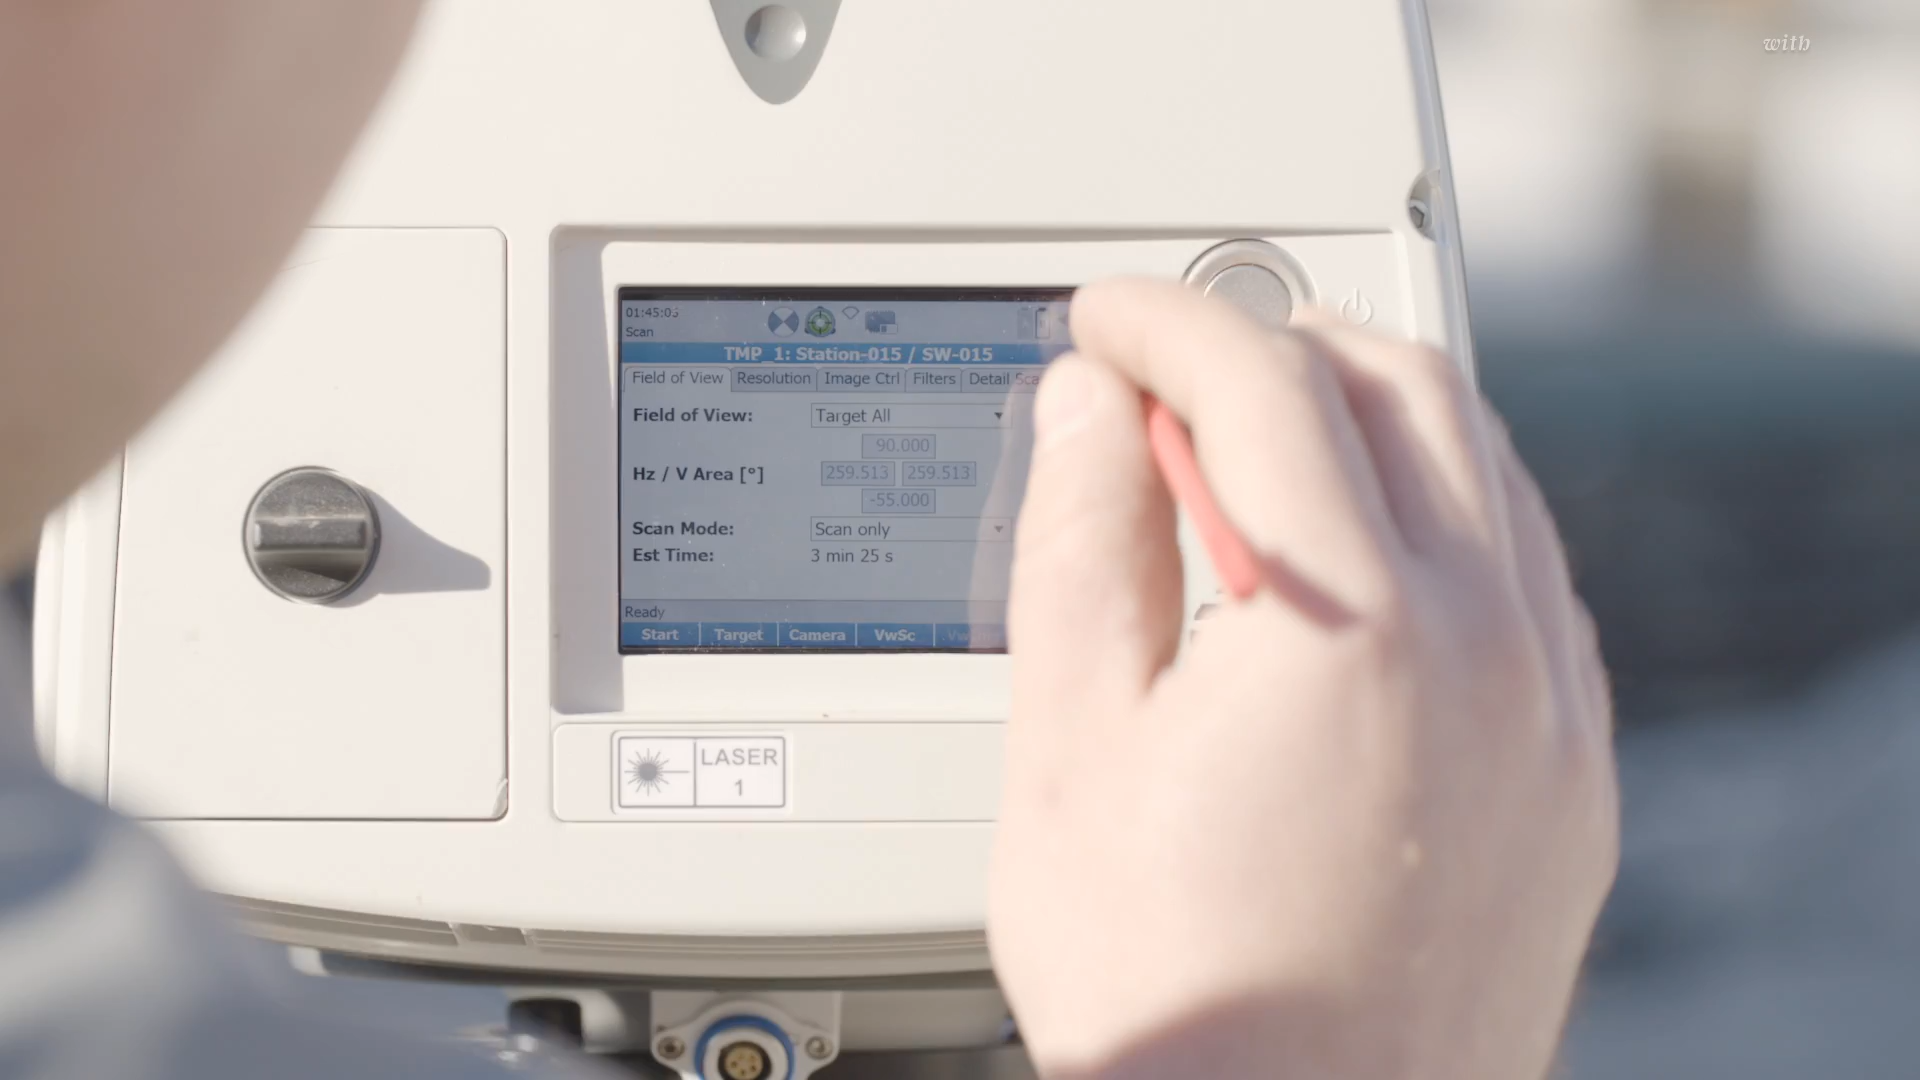 with
01:45:03
Scan
TMP_1: Station-015 / SW-015
Field of View Resolution Image Ctrl Filters Detail
Field of View: Target All
90.000
Hz / V Area [°] 259.513 259.513
-55.000
Scan Mode: Scan only
Est Time: 3 min 25 s
Ready
Start Target Camera VwSc
LASER
1